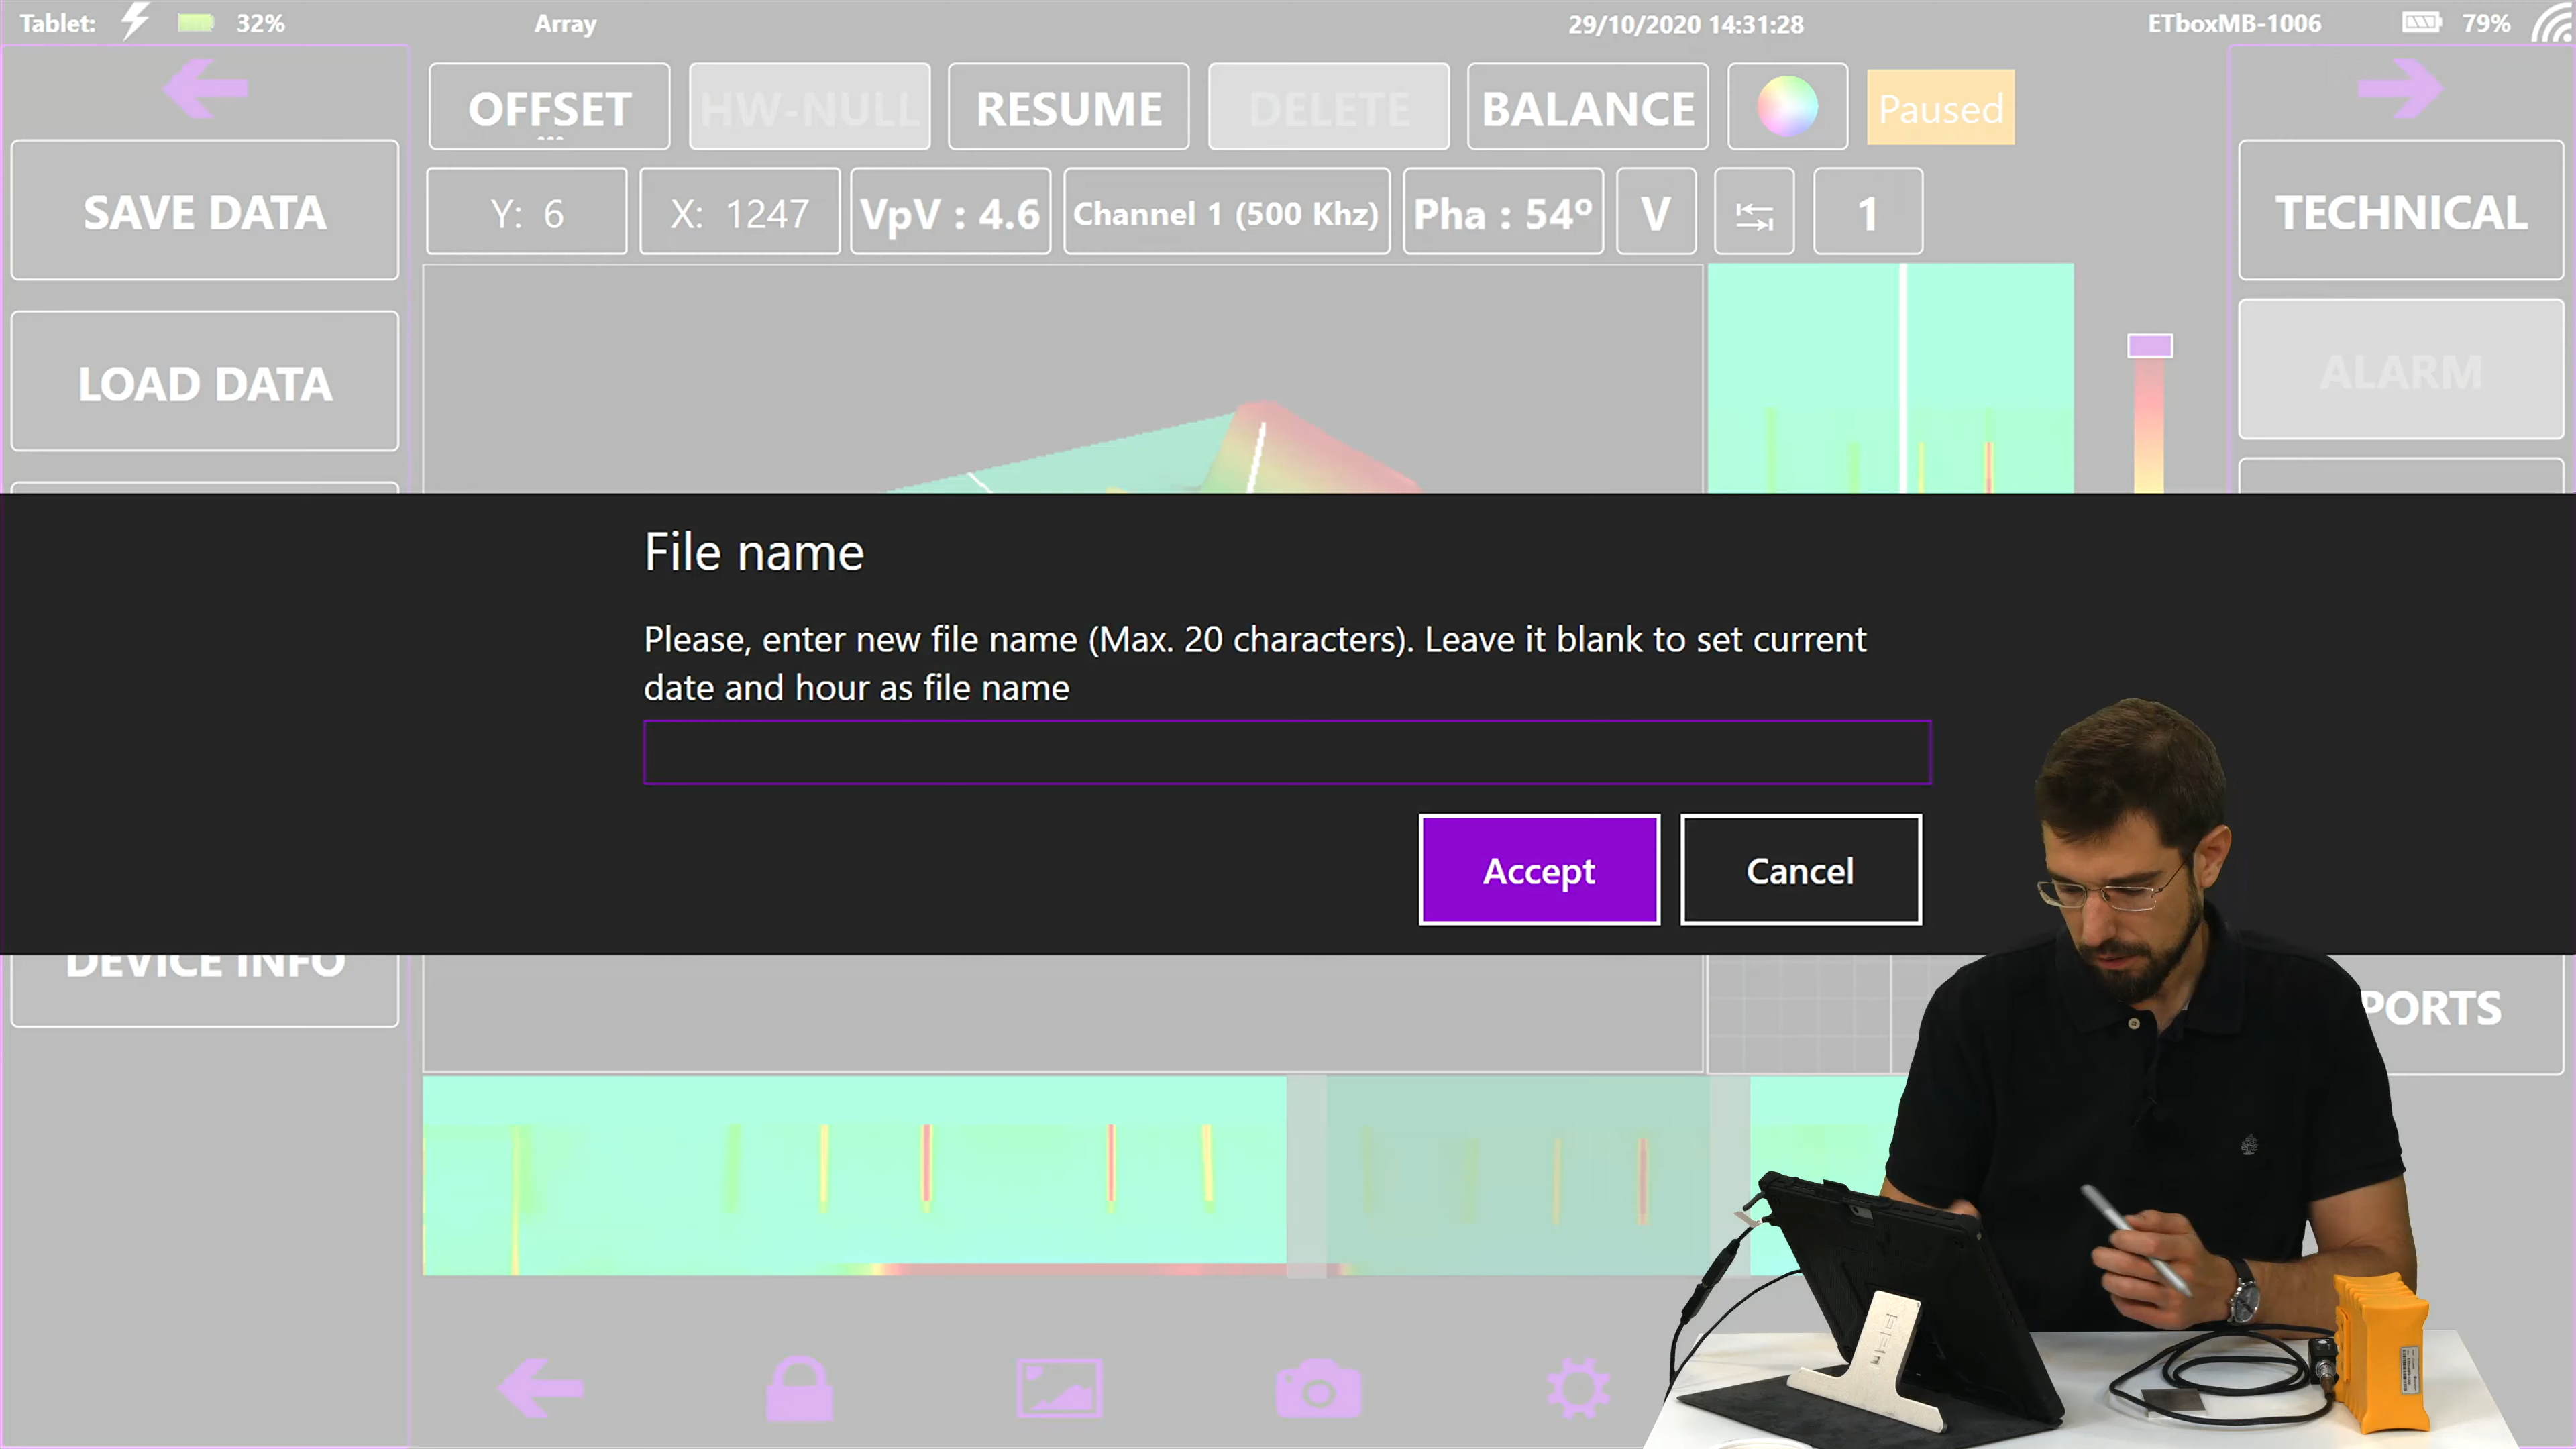 Tablet: 32% Array 29/10/2020 14:31:28 ETboxMB-1006 79%
OFFSET HW-NULL RESUME DELETE BALANCE Paused
...
SAVE DATA Y: 6 X: 1247 VpV : 4.6 Channel 1 (500 Khz) Pha : 54º V 1 TECHNICAL
LOAD DATA ALARM
File name
Please, enter new file name (Max. 20 characters). Leave it blank to set current
date and hour as file name
Accept Cancel
DEVICE INFO PORTS